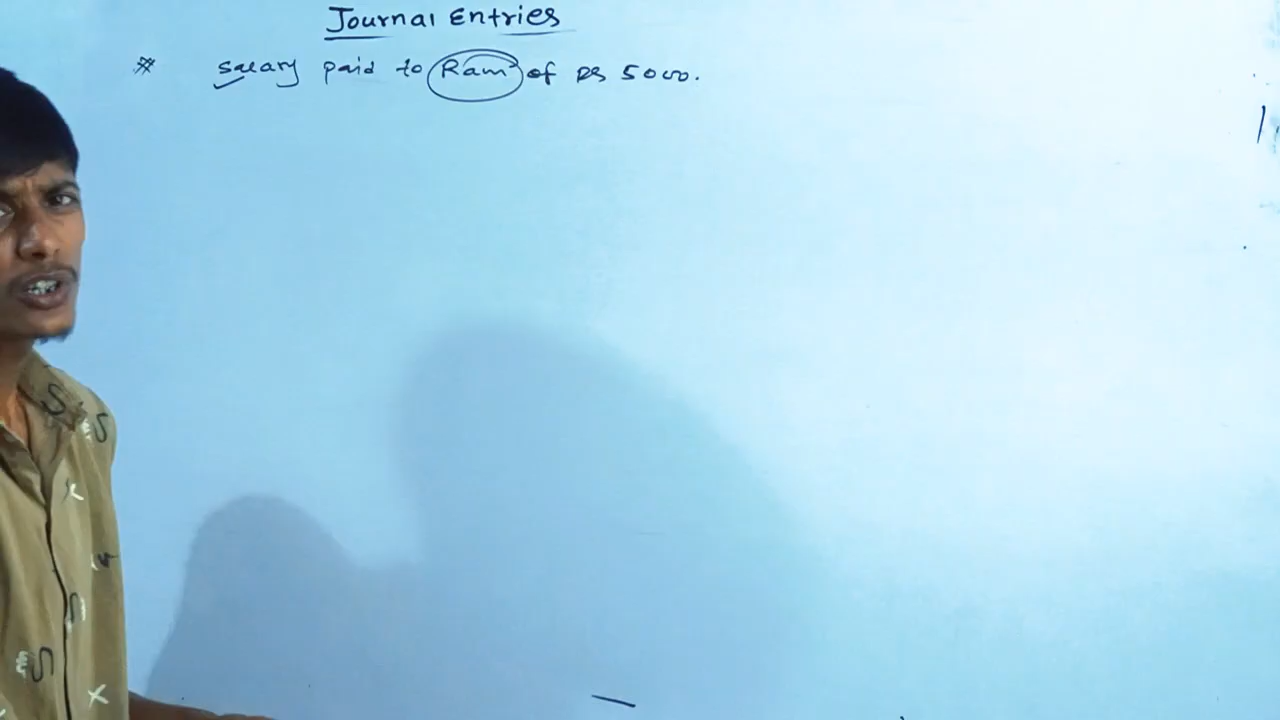 Journal Entries
* Salary paid to Ram of Rs 5000.